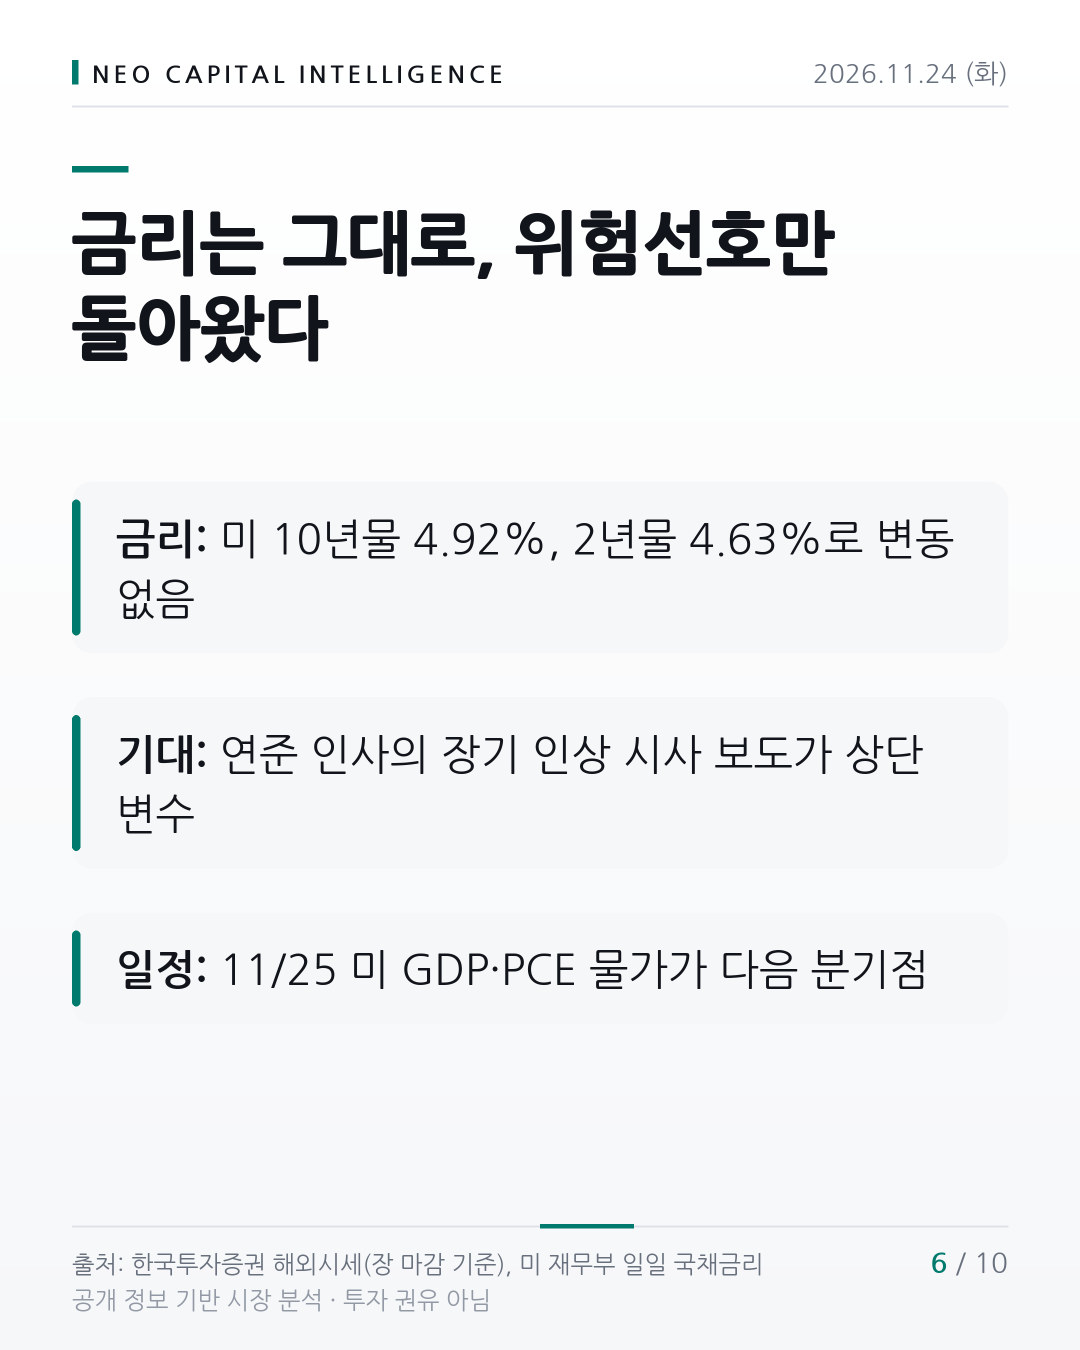 NEO CAPITAL INTELLIGENCE
2026.11.24 (화)
금리는 그대로, 위험선호만
돌아왔다
금리: 미 10년물 4.92%, 2년물 4.63%로 변동
없음
기대: 연준 인사의 장기 인상 시사 보도가 상단
변수
일정: 11/25 미 GDP·PCE 물가가 다음 분기점
출처: 한국투자증권 해외시세(장 마감 기준), 미 재무부 일일 국채금리
6 / 10
공개 정보 기반 시장 분석 · 투자 권유 아님